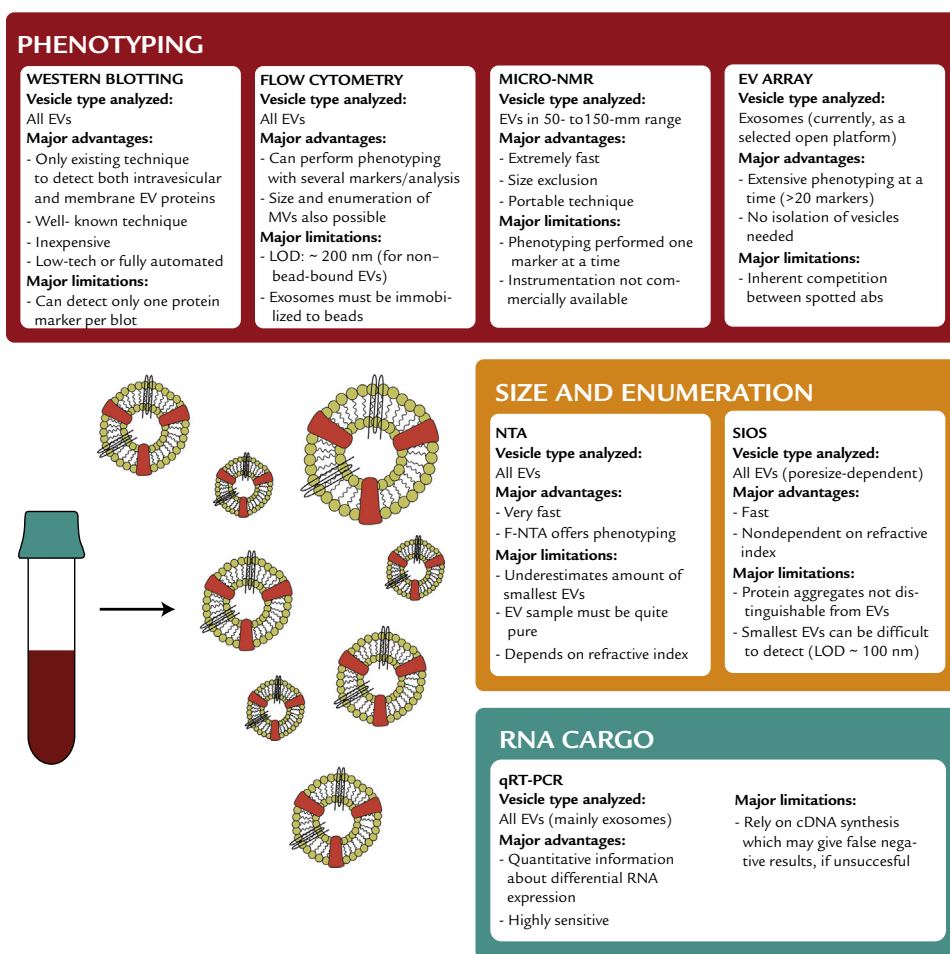 PHENOTYPING
WESTERN BLOTTING
Vesicle type analyzed:
All EVs
Major advantages:
- Only existing technique
to detect both intravesicular
and membrane EV proteins
- Well- known technique
- Inexpensive
- Low-tech or fully automated
Major limitations:
- Can detect only one protein
marker per blot
FLOW CYTOMETRY
Vesicle type analyzed:
All EVs
Major advantages:
- Can perform phenotyping
with several markers/analysis
- Size and enumeration of
MVs also possible
Major limitations:
- LOD: ~ 200 nm (for non–
bead-bound EVs)
- Exosomes must be immobi-
lized to beads
MICRO-NMR
Vesicle type analyzed:
EVs in 50- to150-mm range
Major advantages:
- Extremely fast
- Size exclusion
- Portable technique
Major limitations:
- Phenotyping performed one
marker at a time
- Instrumentation not com-
mercially available
EV ARRAY
Vesicle type analyzed:
Exosomes (currently, as a
selected open platform)
Major advantages:
- Extensive phenotyping at a
time (>20 markers)
- No isolation of vesicles
needed
Major limitations:
- Inherent competition
between spotted abs
SIZE AND ENUMERATION
NTA
Vesicle type analyzed:
All EVs
Major advantages:
- Very fast
- F-NTA offers phenotyping
Major limitations:
- Underestimates amount of
smallest EVs
- EV sample must be quite
pure
- Depends on refractive index
SIOS
Vesicle type analyzed:
All EVs (poresize-dependent)
Major advantages:
- Fast
- Nondependent on refractive
index
Major limitations:
- Protein aggregates not dis-
tinguishable from EVs
- Smallest EVs can be difficult
to detect (LOD ~ 100 nm)
RNA CARGO
qRT-PCR
Vesicle type analyzed:
All EVs (mainly exosomes)
Major advantages:
- Quantitative information
about differential RNA
expression
- Highly sensitive
Major limitations:
- Rely on cDNA synthesis
which may give false nega-
tive results, if unsuccesful